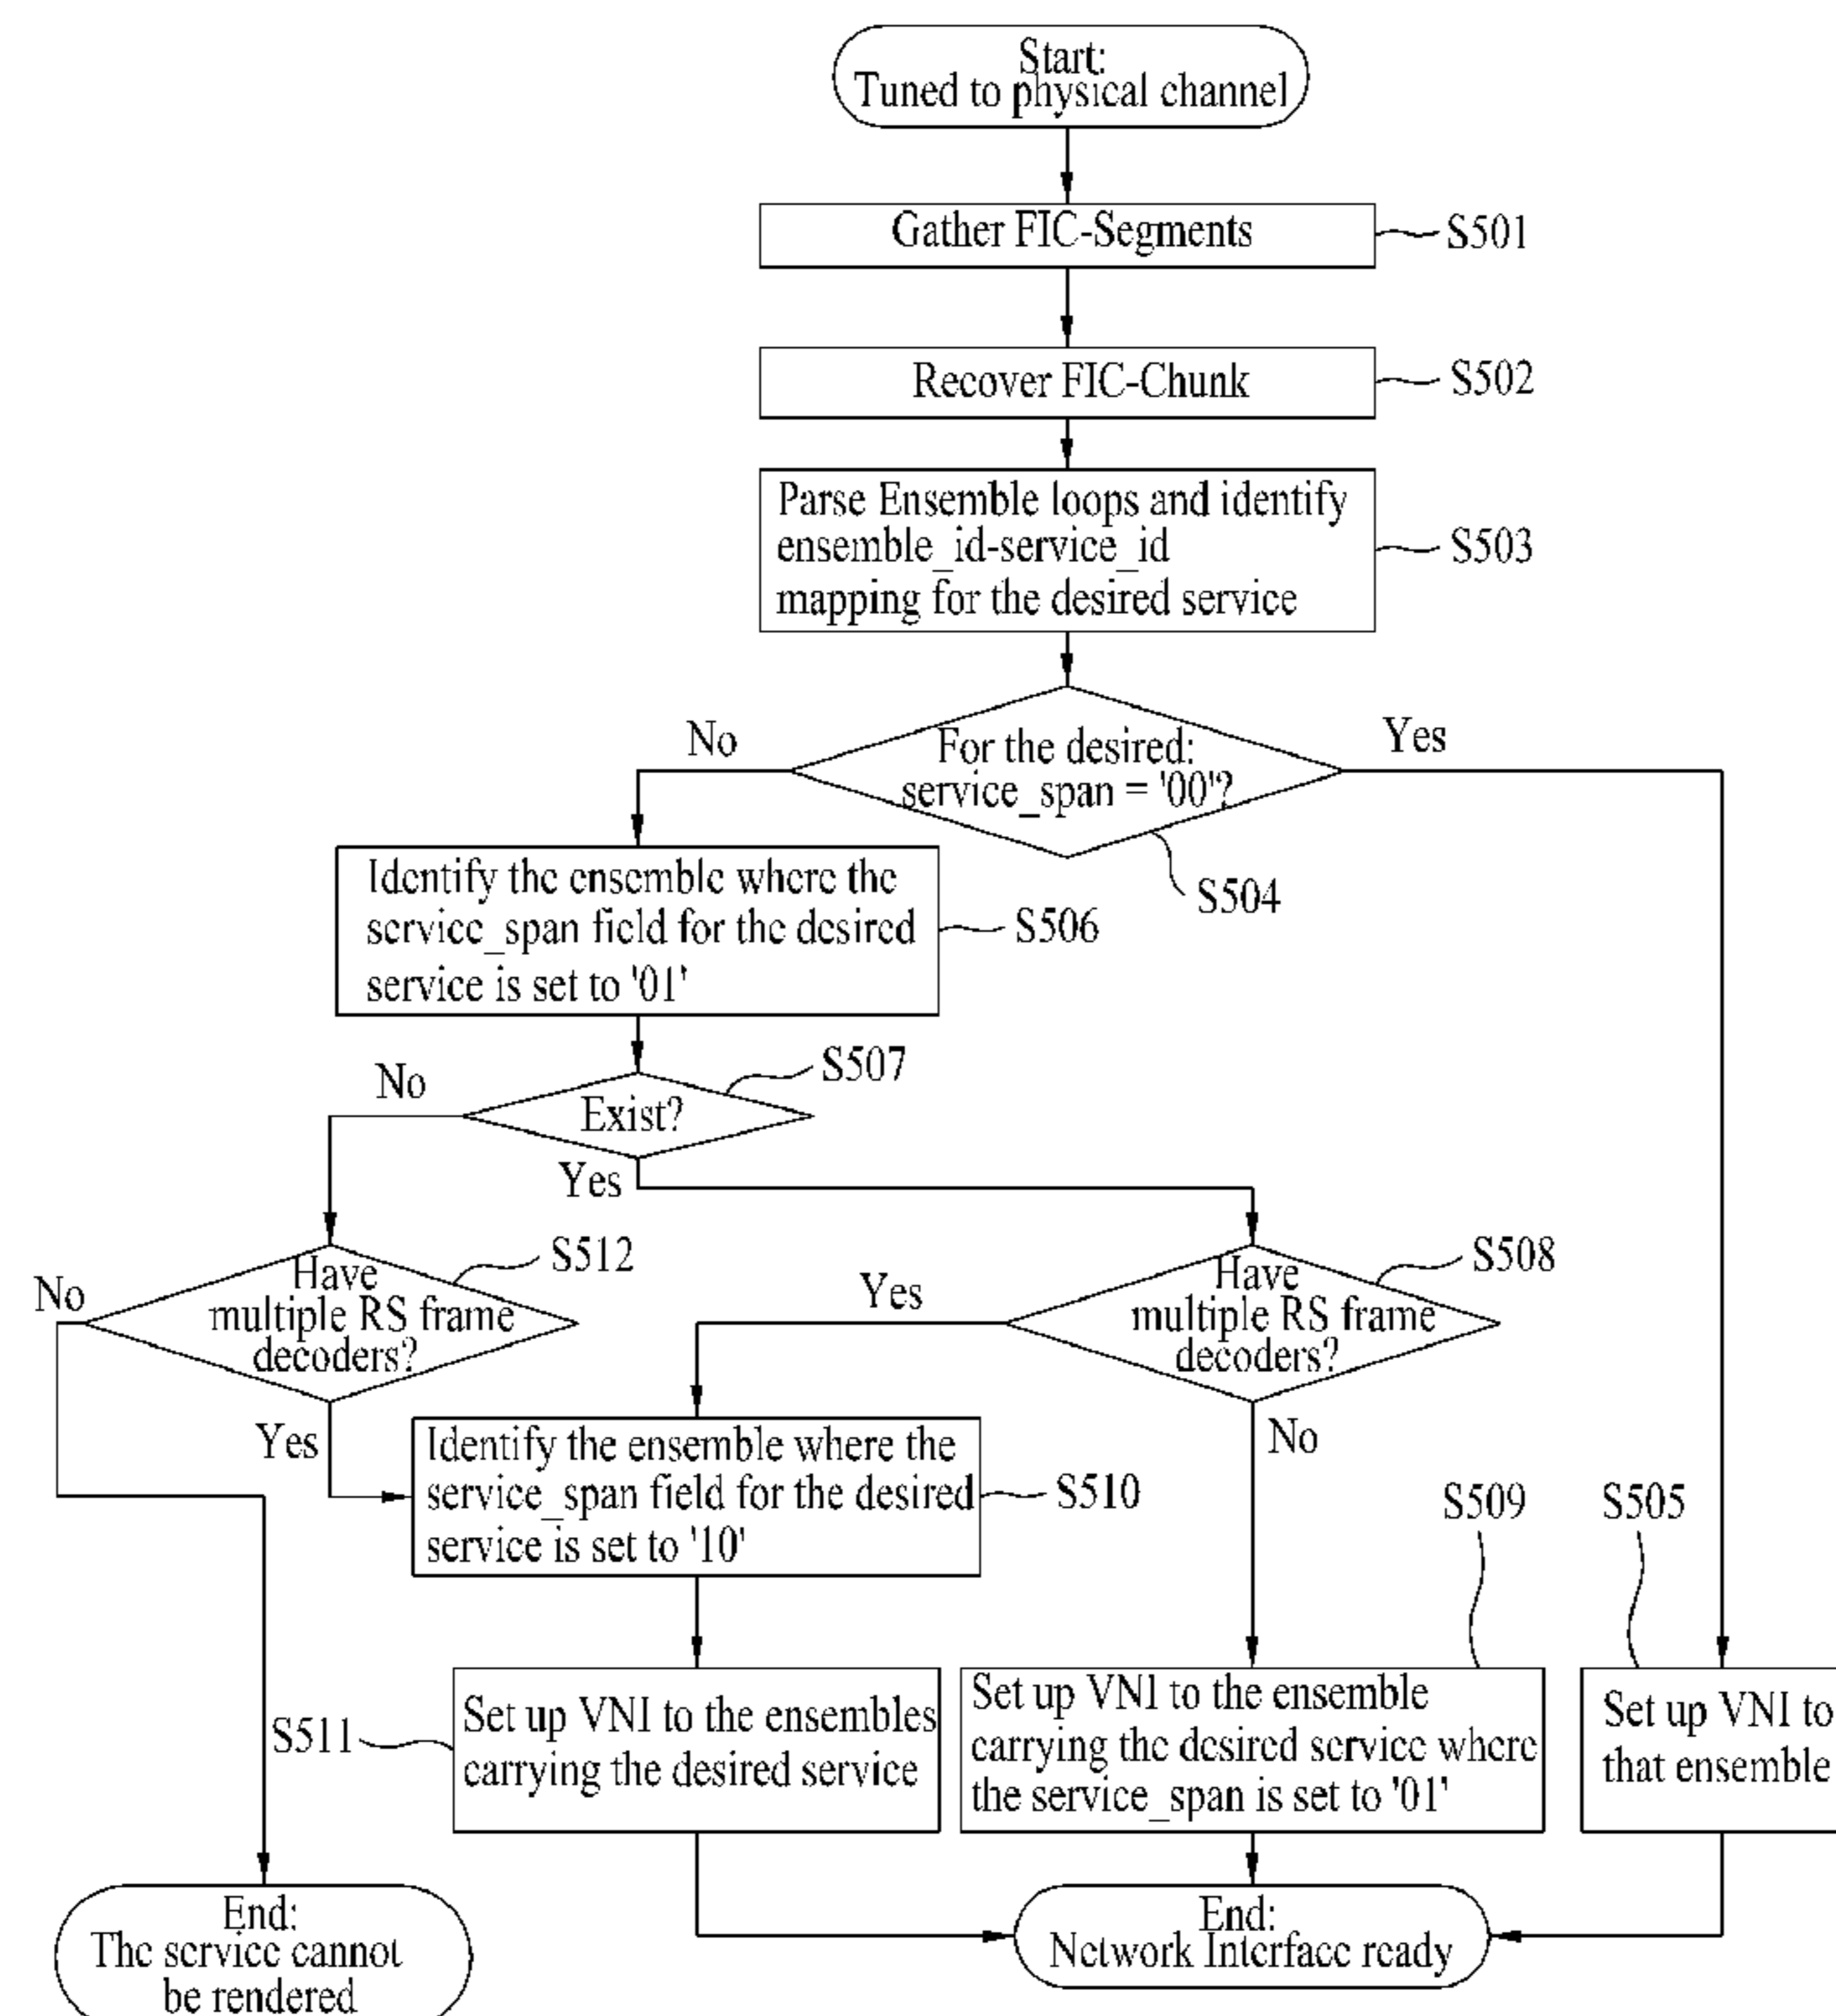 Start:
Tuned to physical channel
Gather FIC-Segments
S501
Recover FIC-Chunk
S502
Parse Ensemble loops and identify
ensemble_id-service_id
mapping for the desired service
S503
No
For the desired:
service_span = '00'?
Yes
S504
Identify the ensemble where the
service_span field for the desired
service is set to '01'
S506
No
Exist?
S507
Yes
No
Have
multiple RS frame
decoders?
S512
Yes
Have
multiple RS frame
decoders?
S508
Yes
Identify the ensemble where the
service_span field for the desired
service is set to '10'
S510
No
S509
S505
S511
Set up VNI to the ensembles
carrying the desired service
Set up VNI to the ensemble
carrying the desired service where
the service_span is set to '01'
Set up VNI to
that ensemble
End:
The service cannot
be rendered
End:
Network Interface ready